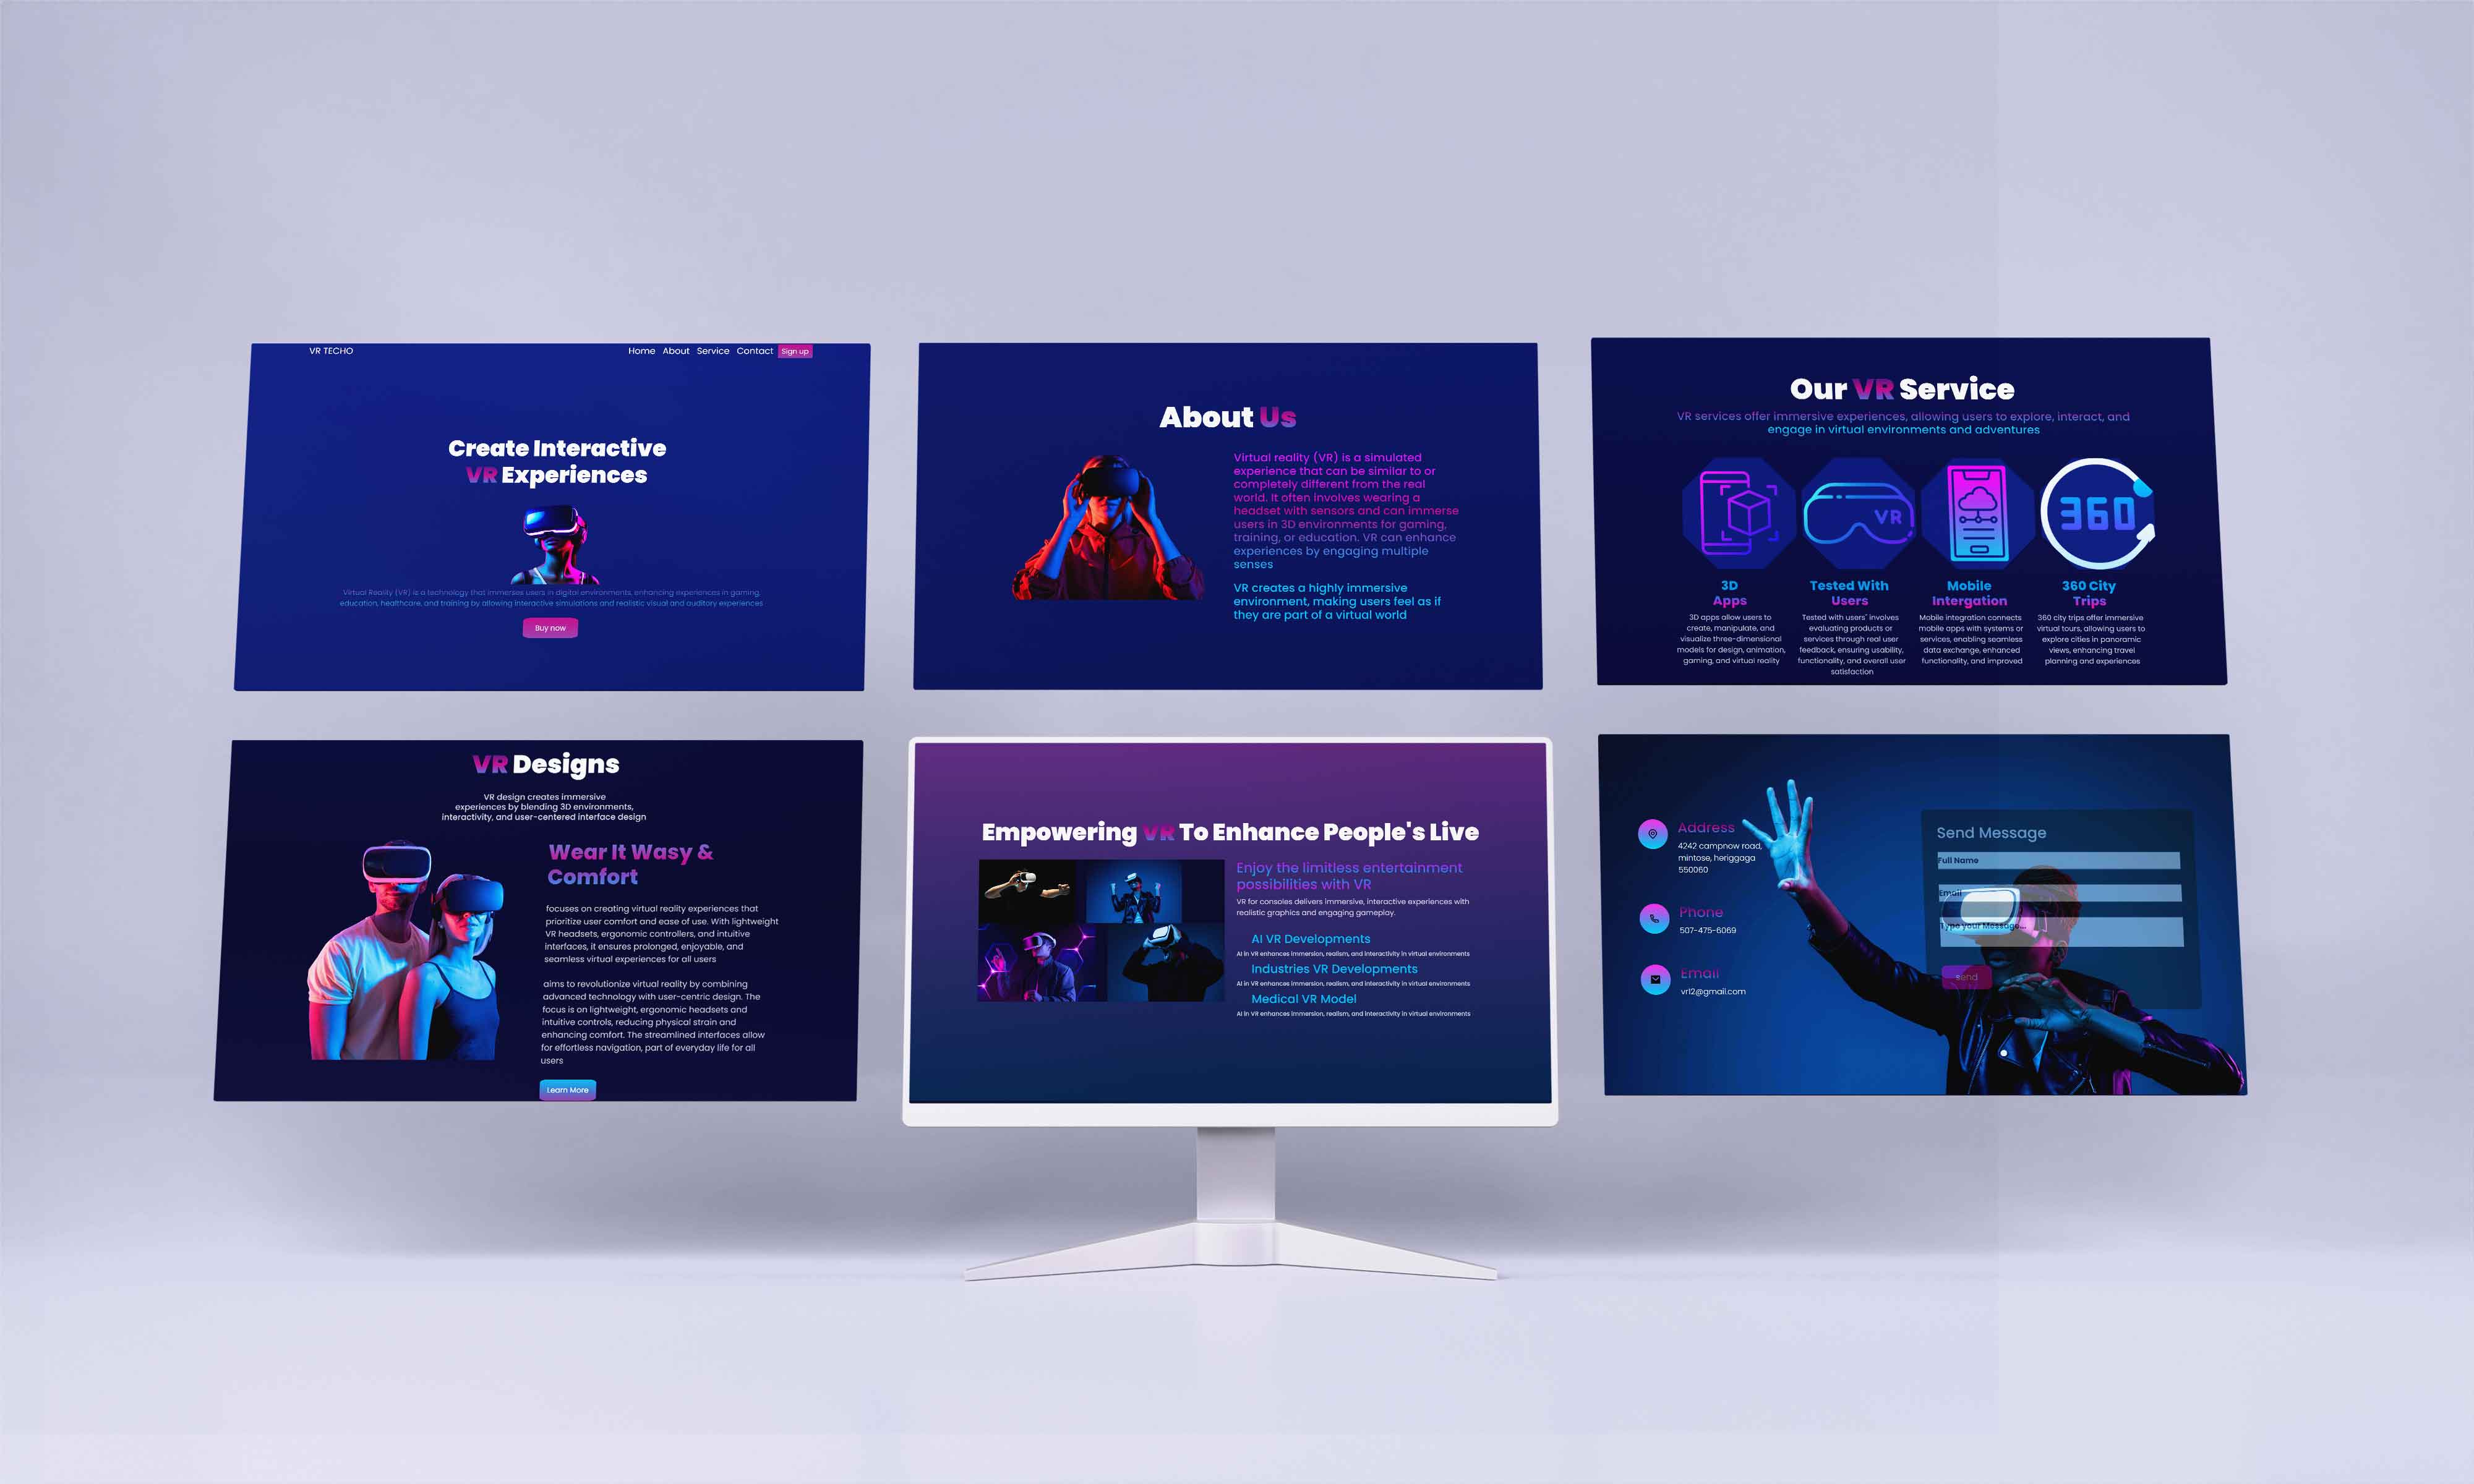 VR TECHO
Home About Service Contact Sign up
Create Interactive
VR Experiences
Virtual Reality (VR) is a technology that immerses users in digital environments, enhancing experiences in gaming,
education, healthcare, and training by allowing interactive simulations and realistic visual and auditory experiences
Buy now
About Us
Virtual reality (VR) is a simulated
experience that can be similar to or
completely different from the real
world. It often involves wearing a
headset with sensors and can immerse
users in 3D environments for gaming,
training, or education. VR can enhance
experiences by engaging multiple
senses
VR creates a highly immersive
environment, making users feel as if
they are part of a virtual world
Our VR Service
VR services offer immersive experiences, allowing users to explore, interact, and
engage in virtual environments and adventures
VR
360
3D
Apps
3D apps allow users to
create, manipulate, and
visualize three-dimensional
models for design, animation,
gaming, and virtual reality
Tested With
Users
Tested with users' involves
evaluating products or
services through real user
feedback, ensuring usability,
functionality, and overall user
satisfaction
Mobile
Intergation
Mobile integration connects
mobile apps with systems or
services, enabling seamless
data exchange, enhanced
functionality, and improved
360 City
Trips
360 city trips offer immersive
virtual tours, allowing users to
explore cities in panoramic
views, enhancing travel
planning and experiences
VR Designs
VR design creates immersive
experiences by blending 3D environments,
interactivity, and user-centered interface design
Wear It Wasy &
Comfort
focuses on creating virtual reality experiences that
prioritize user comfort and ease of use. With lightweight
VR headsets, ergonomic controllers, and intuitive
interfaces, it ensures prolonged, enjoyable, and
seamless virtual experiences for all users
aims to revolutionize virtual reality by combining
advanced technology with user-centric design. The
focus is on lightweight, ergonomic headsets and
intuitive controls, reducing physical strain and
enhancing comfort. The streamlined interfaces allow
for effortless navigation, part of everyday life for all
users
Learn More
Empowering VR To Enhance People's Live
Enjoy the limitless entertainment
possibilities with VR
VR for consoles delivers immersive, interactive experiences with
realistic graphics and engaging gameplay.
AI VR Developments
AI in VR enhances immersion, realism, and interactivity in virtual environments
Industries VR Developments
AI in VR enhances immersion, realism, and interactivity in virtual environments
Medical VR Model
AI in VR enhances immersion, realism, and interactivity in virtual environments
Address
4242 campnow road,
mintose, heriggaga
550060
Phone
507-475-6069
Email
vr12@gmail.com
Send Message
Full Name
Email
Type your Message...
send